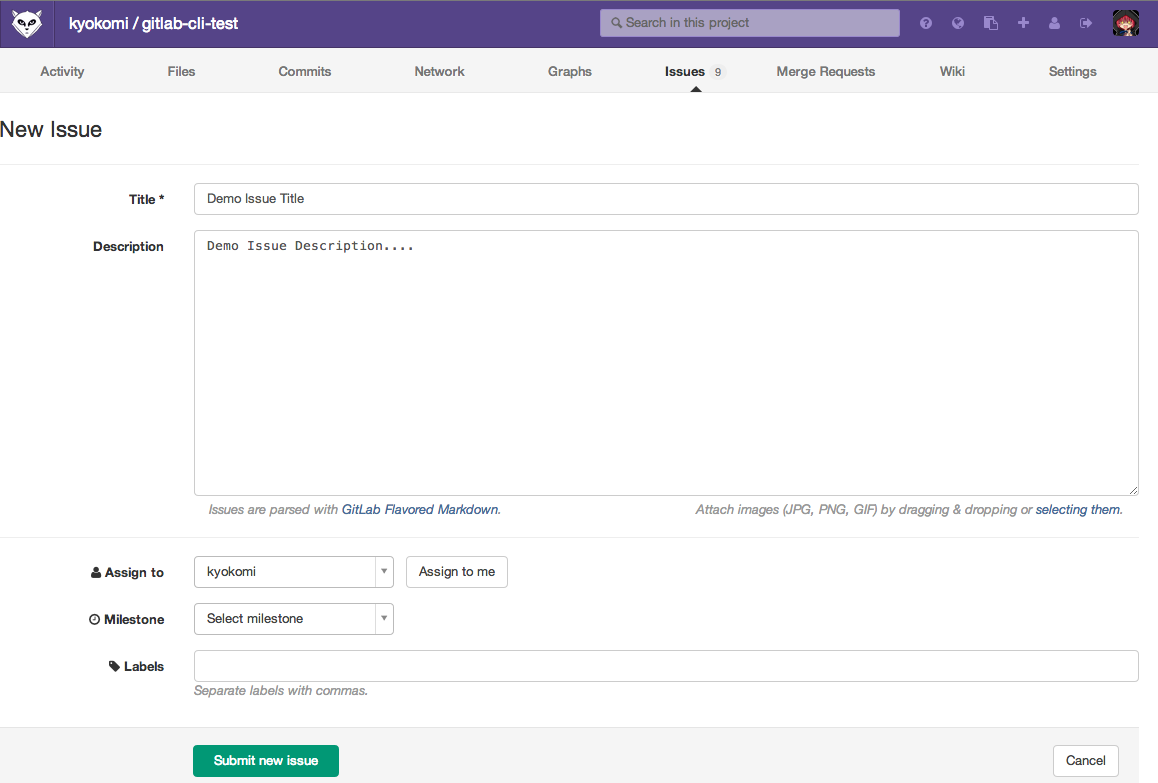 kyokomi / gitlab-cli-test
Search in this project
Activity Files Commits Network Graphs Issues 9 Merge Requests Wiki Settings
New Issue
Title * Demo Issue Title
Description Demo Issue Description....
Issues are parsed with GitLab Flavored Markdown. Attach images (JPG, PNG, GIF) by dragging & dropping or selecting them.
Assign to kyokomi Assign to me
Milestone Select milestone
Labels
Separate labels with commas.
Submit new issue Cancel